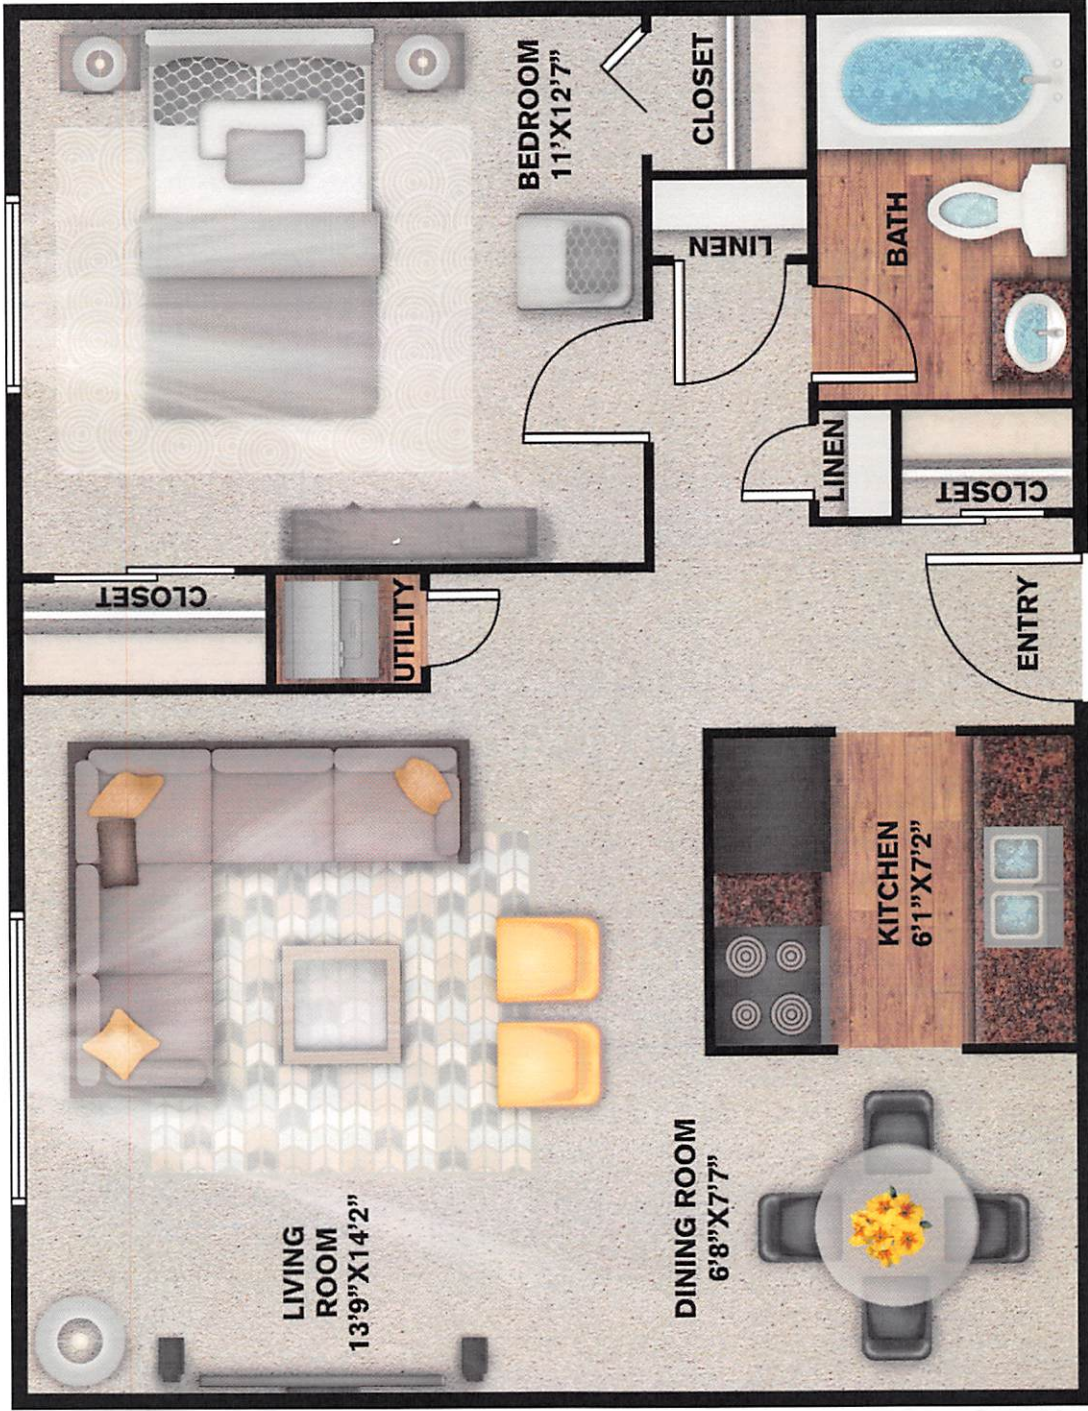 BEDROOM
11'X12'7"
CLOSET
LINEN
BATH
LINEN
CLOSET
CLOSET
UTILITY
ENTRY
KITCHEN
6'1"X7'2"
LIVING
ROOM
13'9"X14'2"
DINING ROOM
6'8"X7'7"